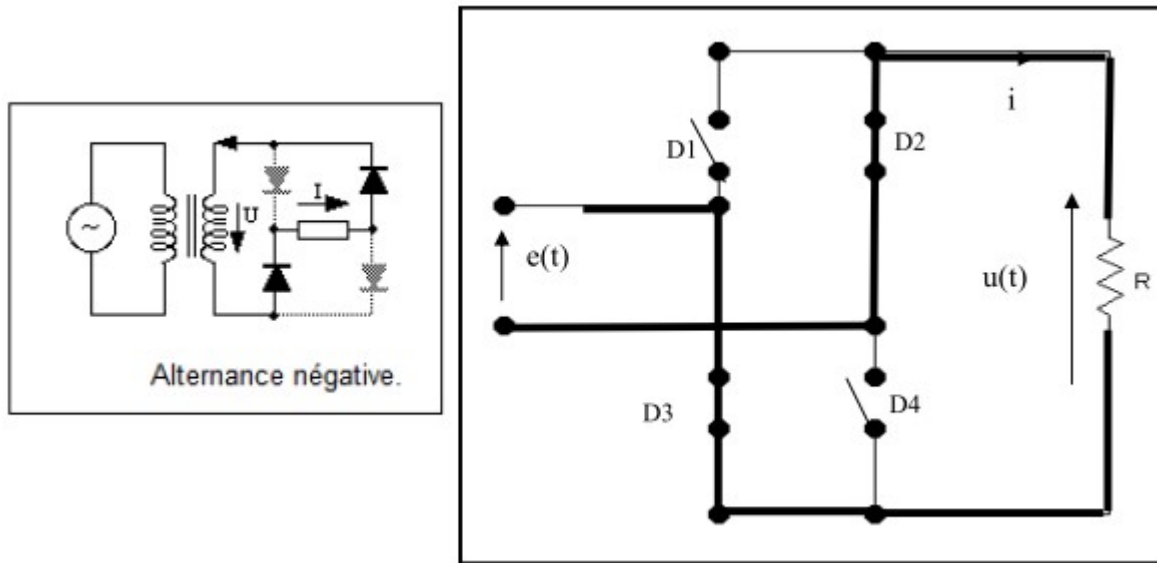 I
U
~
Alternance négative.
i
D1
D2
e(t)
u(t)
R
D3
D4